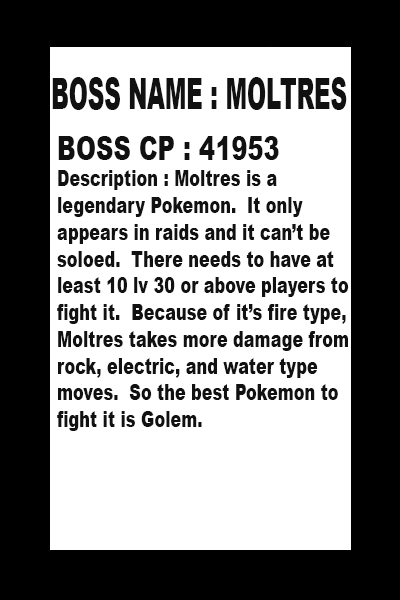 BOSS NAME : MOLTRES
BOSS CP : 41953
Description : Moltres is a
legendary Pokemon.  It only
appears in raids and it can’t be
soloed.  There needs to have at
least 10 lv 30 or above players to
fight it.  Because of it’s fire type,
Moltres takes more damage from
rock, electric, and water type
moves.  So the best Pokemon to
fight it is Golem.